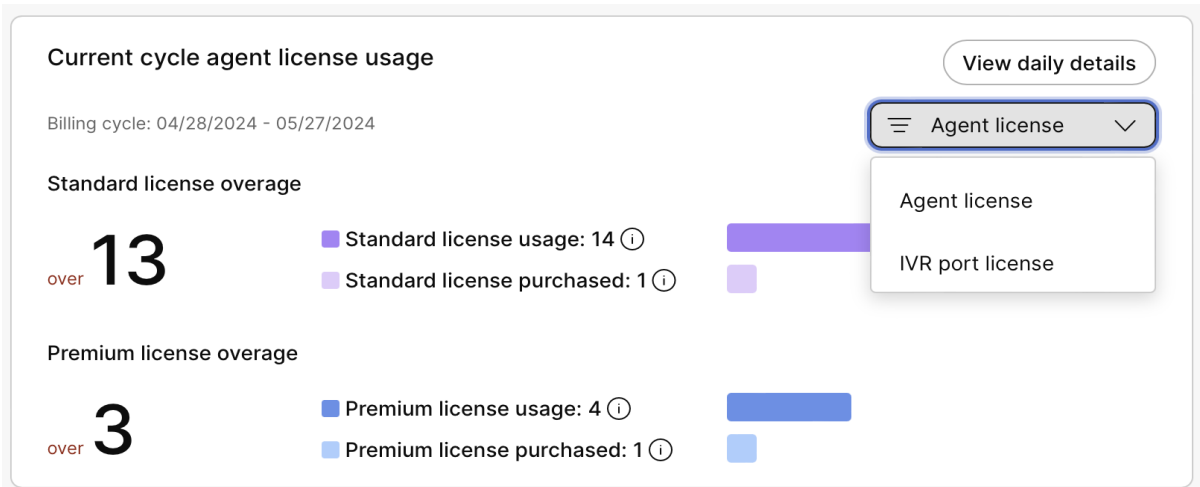 Current cycle agent license usage
View daily details
Billing cycle: 04/28/2024 - 05/27/2024
Agent license
Agent license
IVR port license
Standard license overage
over 13
Standard license usage: 14
Standard license purchased: 1
Premium license overage
over 3
Premium license usage: 4
Premium license purchased: 1